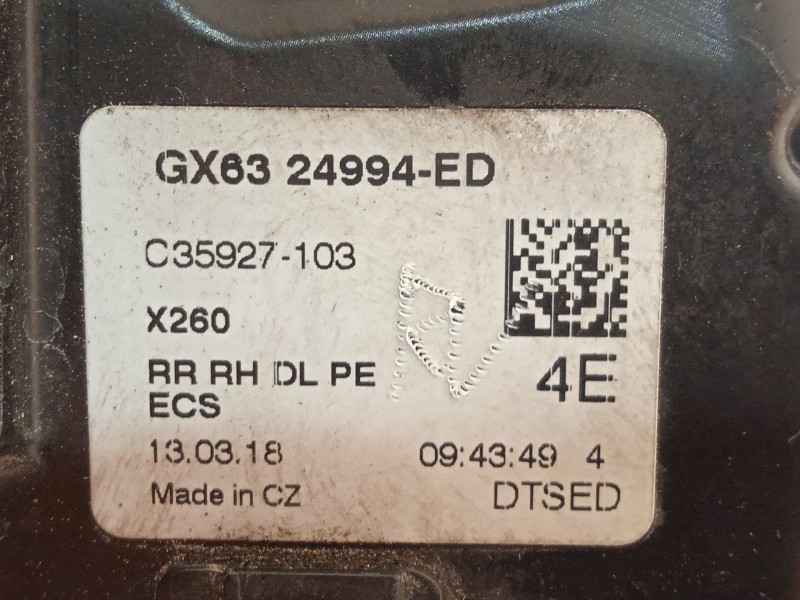 GX63 24994-ED
C35927-103
X260
RR RH DL PE
4E
ECS
13.03.18 09:43:49 4
Made in CZ DTSED